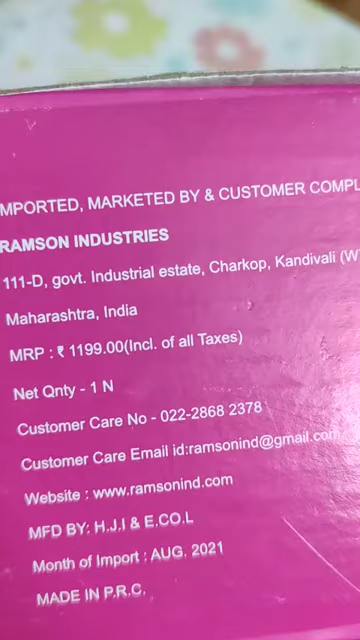 MPORTED, MARKETED BY & CUSTOMER COMPL
RAMSON INDUSTRIES
111-D, govt. Industrial estate, Charkop, Kandivali (W
Maharashtra, India
MRP : ₹ 1199.00(Incl. of all Taxes)
Net Qnty - 1 N
Customer Care No - 022-2868 2378
Customer Care Email id:ramsonind@gmail.com
Website : www.ramsonind.com
MFD BY: H.J.I & E.CO.L
Month of Import : AUG. 2021
MADE IN P.R.C.